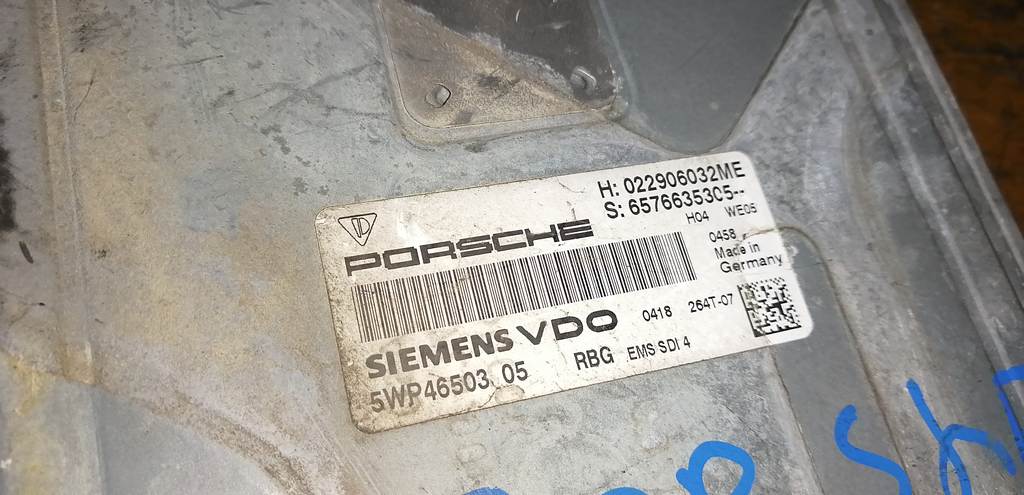 H: 022906032ME
S: 6576635305--
H04 WE05
PORSCHE
0458
Made in
Germany
SIEMENS VDO 0418 264T-07
5WP46503 05 RBG EMS SDI 4